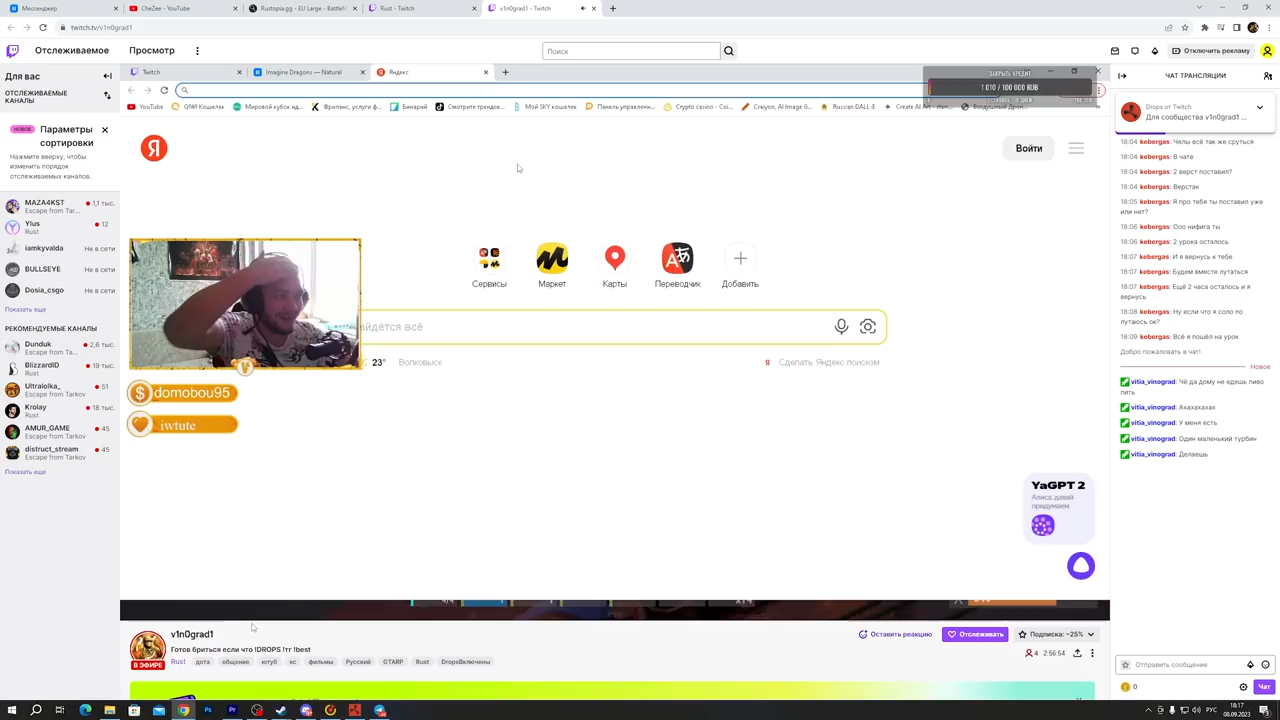 Мессенджер
CheZee - YouTube
Rustopia.gg - EU Large - BattleM
Rust - Twitch
v1n0grad1 - Twitch
twitch.tv/v1n0grad1
Отслеживаемое
Просмотр
Поиск
Отключить рекламу
Для вас
ОТСЛЕЖИВАЕМЫЕ
КАНАЛЫ
НОВОЕ
Параметры
сортировки
Нажмите вверху, чтобы
изменить порядок
отслеживаемых каналов.
MAZA4KST
1,1 тыс.
Escape from Tar...
Yius
12
Rust
iamkyvalda
Не в сети
BULLSEYE
Не в сети
Dosia_csgo
Не в сети
Показать еще
РЕКОМЕНДУЕМЫЕ КАНАЛЫ
Dunduk
2,6 тыс.
Escape from Ta...
BlizzardID
19 тыс.
Rust
Ultralolka_
51
Escape from Tarkov
Krolay
18 тыс.
Rust
AMUR_GAME
45
Escape from Tarkov
distruct_stream
45
Escape from Tarkov
Показать еще
Twitch
Imagine Dragons — Natural
Яндекс
YouTube
QIWI Кошелек
Мировой кубок ид...
Фриланс, услуги ф...
Бинарий
Смотрите трендов...
Мой SKY кошелек
Панель управлени...
Crypto casino - Coi...
Craiyon, AI Image G...
Russian DALL-E
Create AI Art - stam...
Воздушный Дрон...
ЗАКРЫТЬ КРЕДИТ
1 010 / 100 000 RUB
Я
Войти
Сервисы
Маркет
Карты
Переводчик
Добавить
айдётся всё
23°
Волковыск
Я
Сделать Яндекс поиском
domobou95
iwtute
YaGPT 2
Алиса, давай
придумаем
v1n0grad1
Готов бриться если что !DROPS !тг !best
В ЭФИРЕ
Rust
дота
общение
ютуб
кс
фильмы
Русский
GTARP
Rust
DropsВключены
Оставить реакцию
Отслеживать
Подписка: −25%
4
2:56:54
ЧАТ ТРАНСЛЯЦИИ
Drops от Twitch
Для сообщества v1n0grad1 ...
18:04 kebergas: Челы всё так же сруться
18:04 kebergas: В чате
18:04 kebergas: 2 верст поставил?
18:04 kebergas: Верстак
18:05 kebergas: Я про тебя ты поставил уже
или нет?
18:06 kebergas: Ооо нифига ты
18:06 kebergas: 2 урока осталось
18:07 kebergas: И я вернусь к тебе
18:07 kebergas: Будем вместе лутаться
18:07 kebergas: Ещё 2 часа осталось и я
вернусь
18:08 kebergas: Ну если что я соло по
лутаюсь ок?
18:09 kebergas: Всё я пошёл на урок
Добро пожаловать в чат!
Новое
vitia_vinograd: Чё да дому не едешь пиво
пить
vitia_vinograd: Ахахахахах
vitia_vinograd: У меня есть
vitia_vinograd: Один маленький турбин
vitia_vinograd: Делаешь
Отправить сообщение
0
Чат
РУС
18:17
08.09.2023